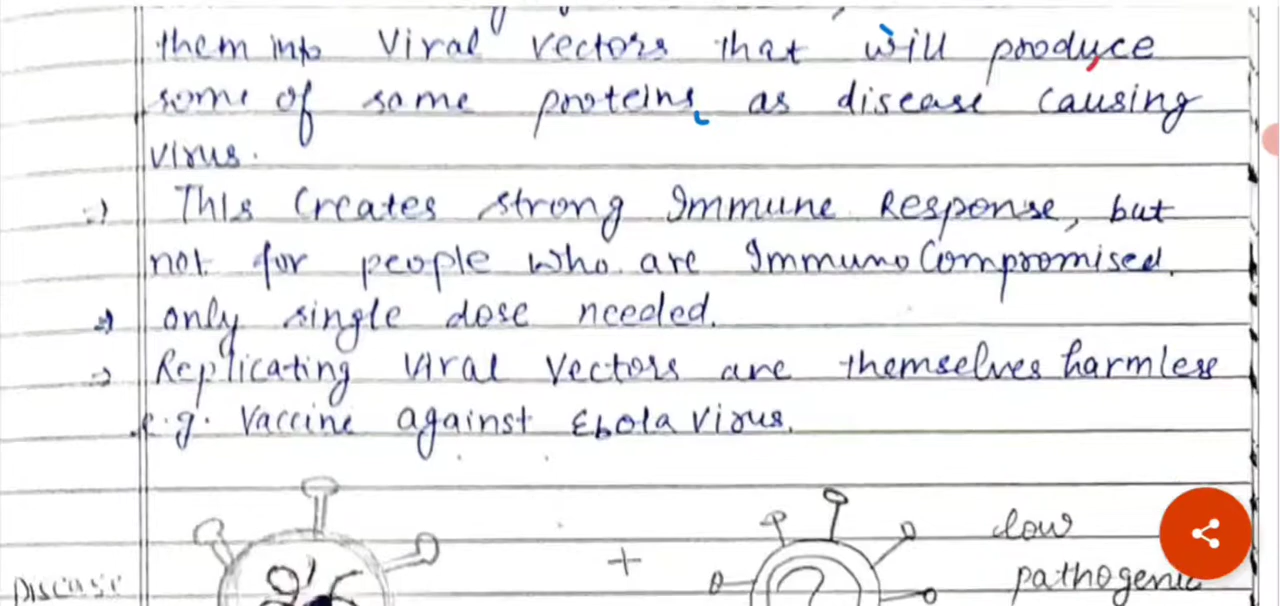 them into Viral vectors that will produce
some of same proteins as disease causing
virus.
This Creates strong Immune Response, but
not for people who are Immuno Compromised.
only single dose needed.
Replicating Viral Vectors are themselves harmless
e.g. Vaccine against Ebola Virus.
+
low
Disease
pathogenic